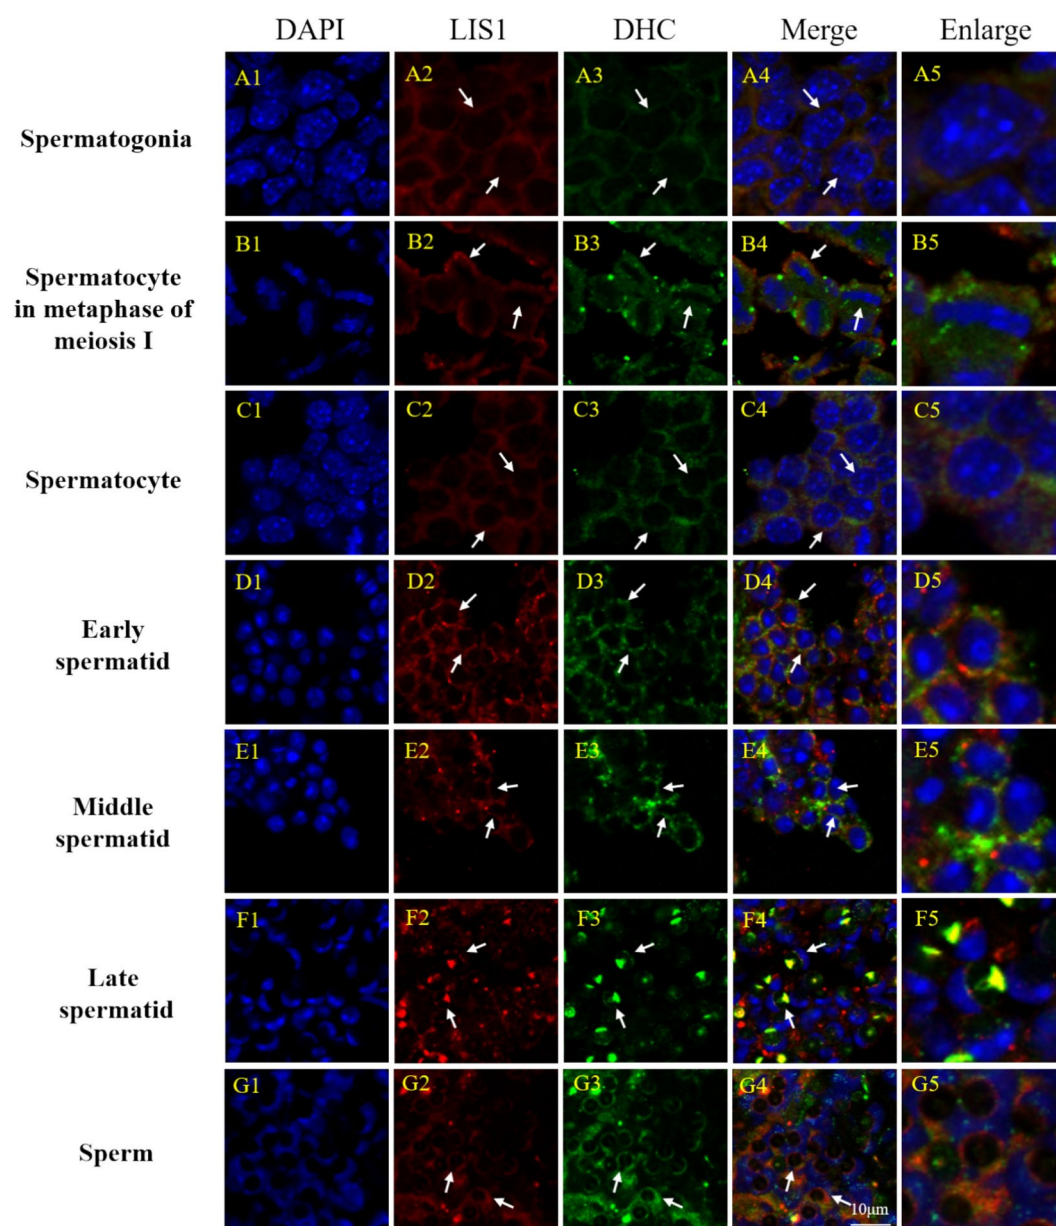 DAPI LIS1 DHC Merge Enlarge
A1 A2 A3 A4 A5
Spermatogonia
B1 B2 B3 B4 B5
Spermatocyte
in metaphase of
meiosis I
C1 C2 C3 C4 C5
Spermatocyte
D1 D2 D3 D4 D5
Early
spermatid
E1 E2 E3 E4 E5
Middle
spermatid
F1 F2 F3 F4 F5
Late
spermatid
G1 G2 G3 G4 G5
Sperm
10μm